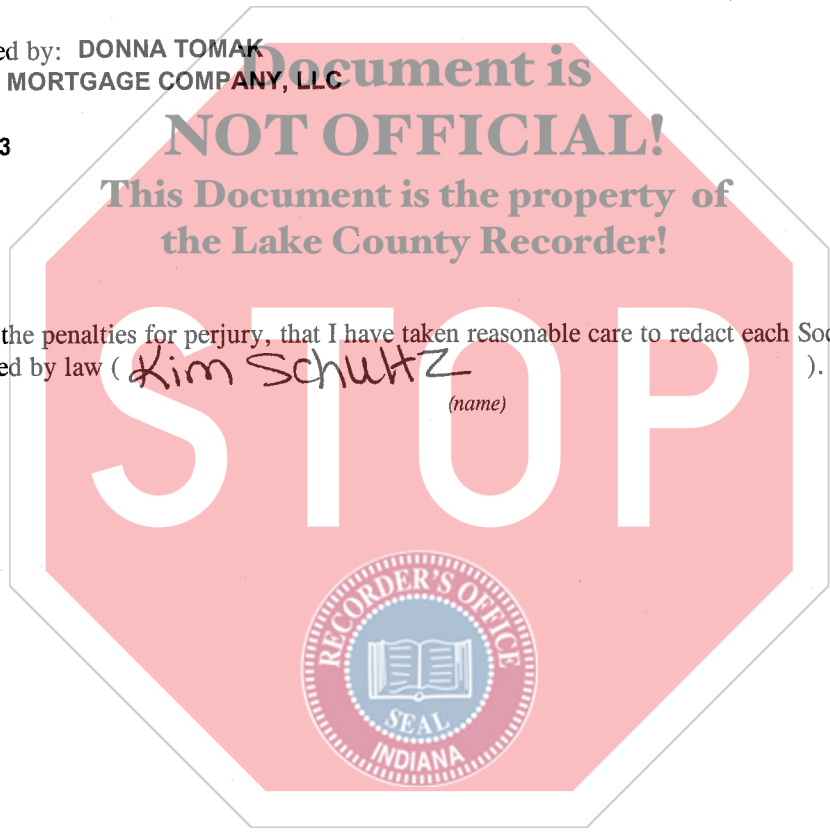 ed by: DONNA TOMAK
MORTGAGE COMPANY, LLC
Document is
NOT OFFICIAL!
3
This Document is the property of
the Lake County Recorder!
the penalties for perjury, that I have taken reasonable care to redact each Soc
ed by law ( Kim Schultz ).
(name)
STOP
RECORDER'S OFFICE
SEAL
INDIANA